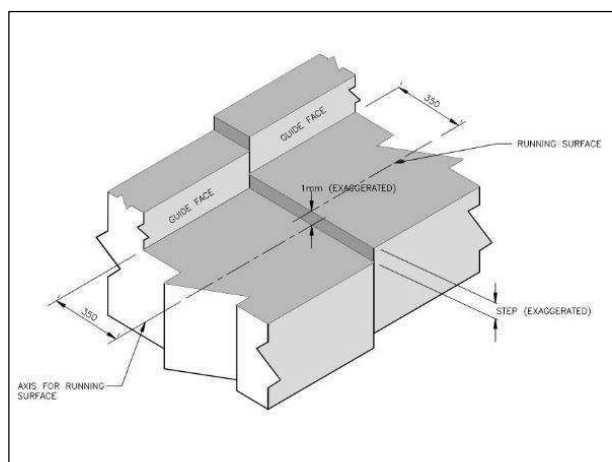 350
GUIDE FACE
RUNNING SURFACE
1mm (EXAGGERATED)
GUIDE FACE
STEP (EXAGGERATED)
350
AXIS FOR RUNNING
SURFACE